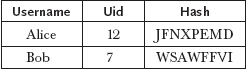 Username Uid Hash
Alice 12 JFNXPEMD
Bob 7 WSAWFFVI